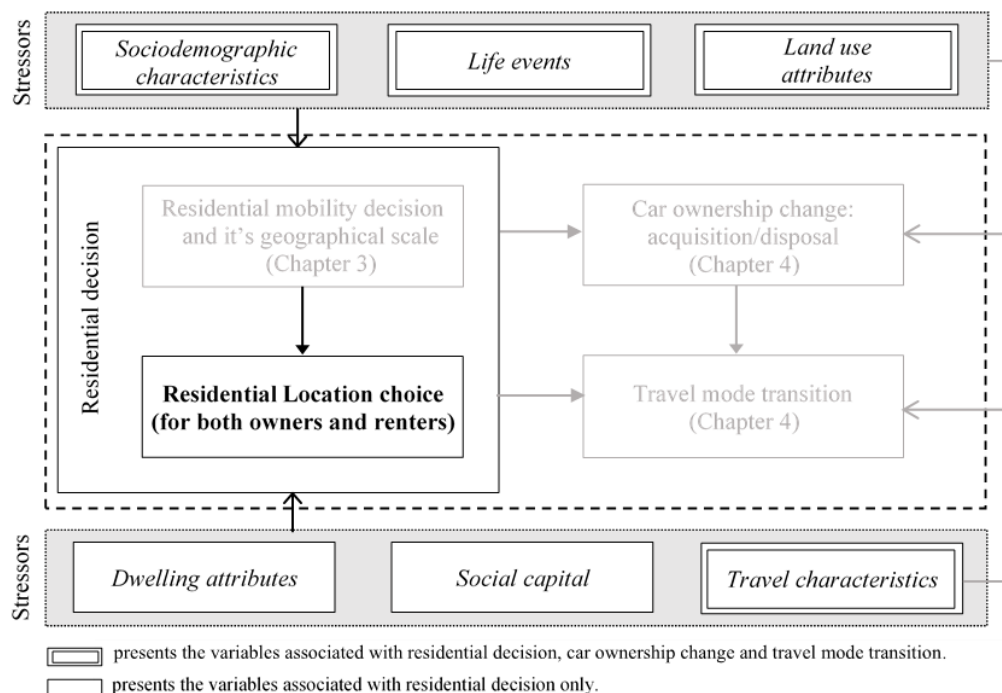 Stressors
Sociodemographic
characteristics
Life events
Land use
attributes
Residential decision
Residential mobility decision
and it's geographical scale
(Chapter 3)
Car ownership change:
acquisition/disposal
(Chapter 4)
Residential Location choice
(for both owners and renters)
Travel mode transition
(Chapter 4)
Stressors
Dwelling attributes
Social capital
Travel characteristics
presents the variables associated with residential decision, car ownership change and travel mode transition.
presents the variables associated with residential decision only.